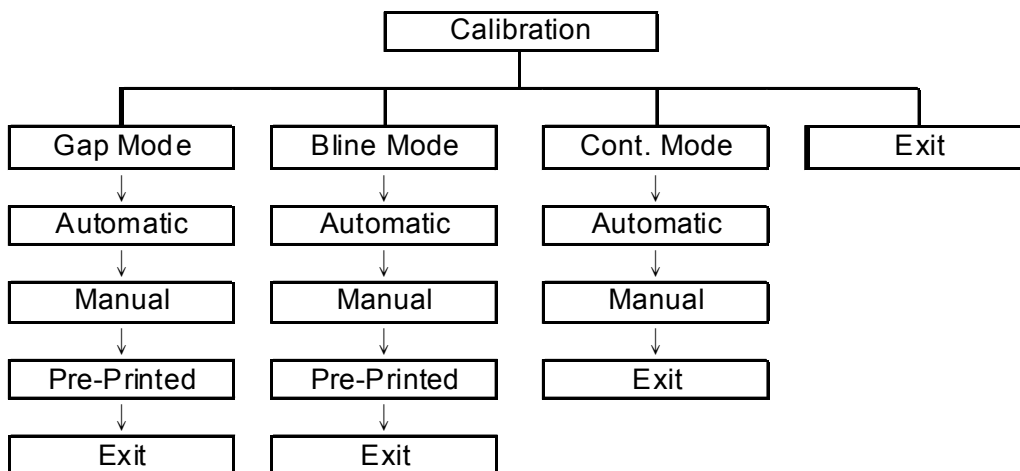 Calibration
Gap Mode
Bline Mode
Cont. Mode
Exit
Automatic
Automatic
Automatic
Manual
Manual
Manual
Pre-Printed
Pre-Printed
Exit
Exit
Exit